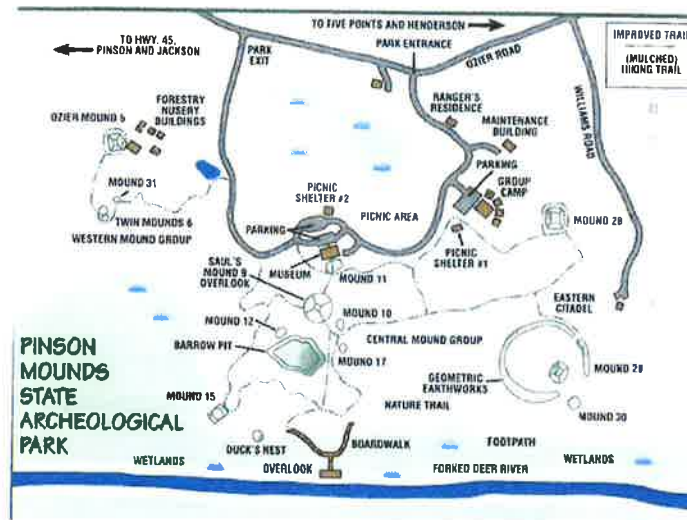 TO FIVE POINTS AND HENDERSON
TO HWY. 45,
PINSON AND JACKSON
PARK ENTRANCE
PARK
EXIT
OZIER ROAD
IMPROVED TRAIL
(MULCHED)
HIKING TRAIL
WILLIAMS ROAD
FORESTRY
NUSERY
BUILDINGS
OZIER MOUND 5
RANGER'S
RESIDENCE
MAINTENANCE
BUILDING
PARKING
GROUP
CAMP
MOUND 31
TWIN MOUNDS 6
WESTERN MOUND GROUP
PICNIC
SHELTER #2
PICNIC AREA
PARKING
MOUND 28
PICNIC
SHELTER #1
SAUL'S
MOUND 9
OVERLOOK
MUSEUM
MOUND 11
EASTERN
CITADEL
MOUND 12
MOUND 10
CENTRAL MOUND GROUP
BARROW PIT
MOUND 17
GEOMETRIC
EARTHWORKS
MOUND 29
PINSON
MOUNDS
STATE
ARCHEOLOGICAL
PARK
MOUND 15
NATURE TRAIL
MOUND 30
DUCK'S NEST
BOARDWALK
FOOTPATH
WETLANDS
OVERLOOK
FORKED DEER RIVER
WETLANDS